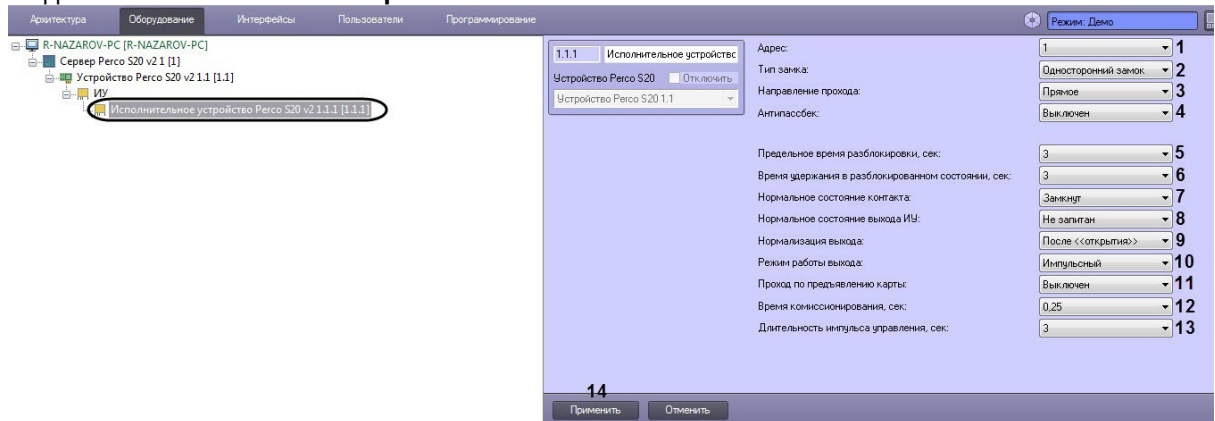 Архитектура Оборудование Интерфейсы Пользователи Программирование Режим: Демо
R-NAZAROV-PC [R-NAZAROV-PC]
Сервер Perco S20 v2 1 [1]
Устройство Perco S20 v2 1.1 [1.1]
ИУ
Исполнительное устройство Perco S20 v2 1.1.1 [1.1.1]
1.1.1 Исполнительное устройство
Устройство Perco S20 Отключить
Устройство Perco S20 1.1
Адрес: 1 1
Тип замка: Односторонний замок 2
Направление прохода: Прямое 3
Антипассбек: Выключен 4
Предельное время разблокировки, сек: 3 5
Время удержания в разблокированном состоянии, сек: 3 6
Нормальное состояние контакта: Замкнут 7
Нормальное состояние выхода ИУ: Не запитан 8
Нормализация выхода: После <<открытия>> 9
Режим работы выхода: Импульсный 10
Проход по предъявлению карты: Выключен 11
Время комиссионирования, сек: 0,25 12
Длительность импульса управления, сек: 3 13
14
Применить Отменить